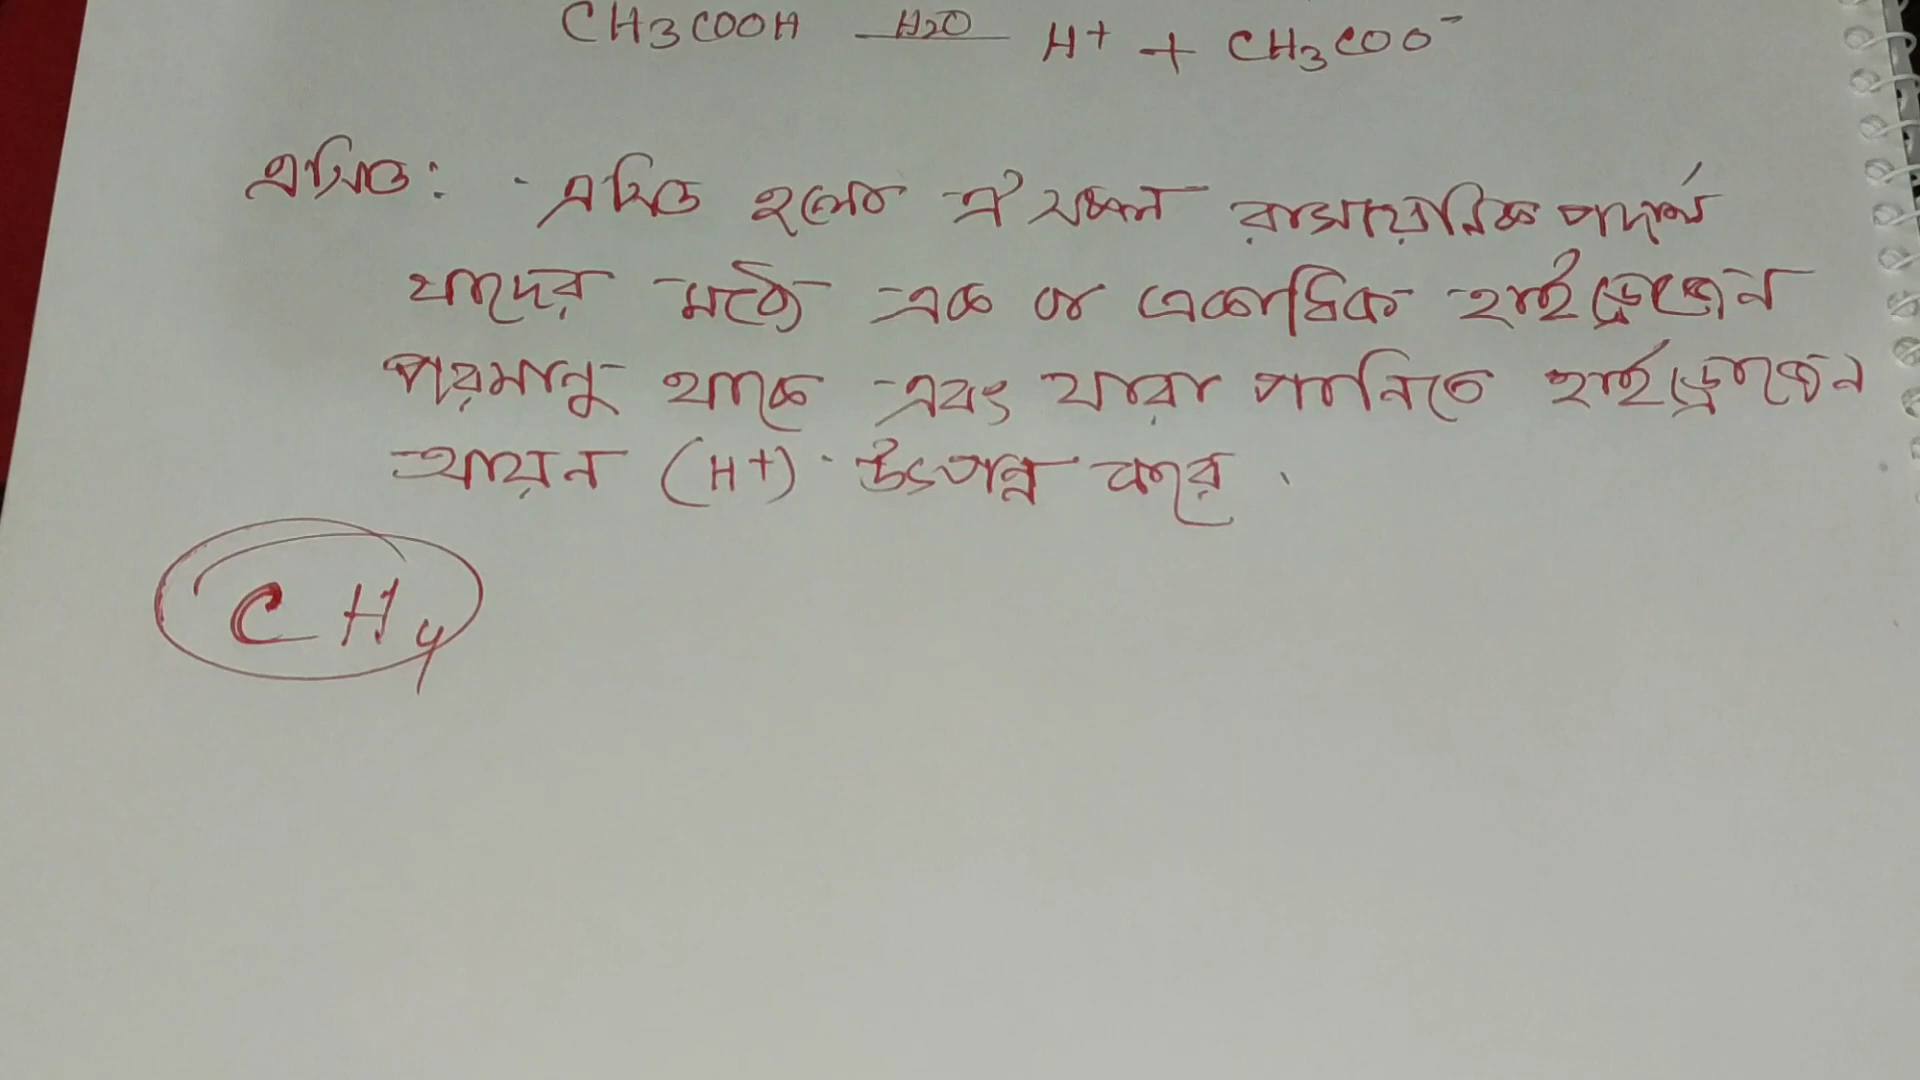 CH3COOH H2O H+ + CH3COO-
এসিড: এসিড হলো ঐ সকল রাসায়নিক পদার্থ
যাদের মধ্যে এক বা একাধিক হাইড্রোজেন
পরমানু থাকে এবং যারা পানিতে হাইড্রোজেন
আয়ন (H+) উৎপন্ন করে.
CH4